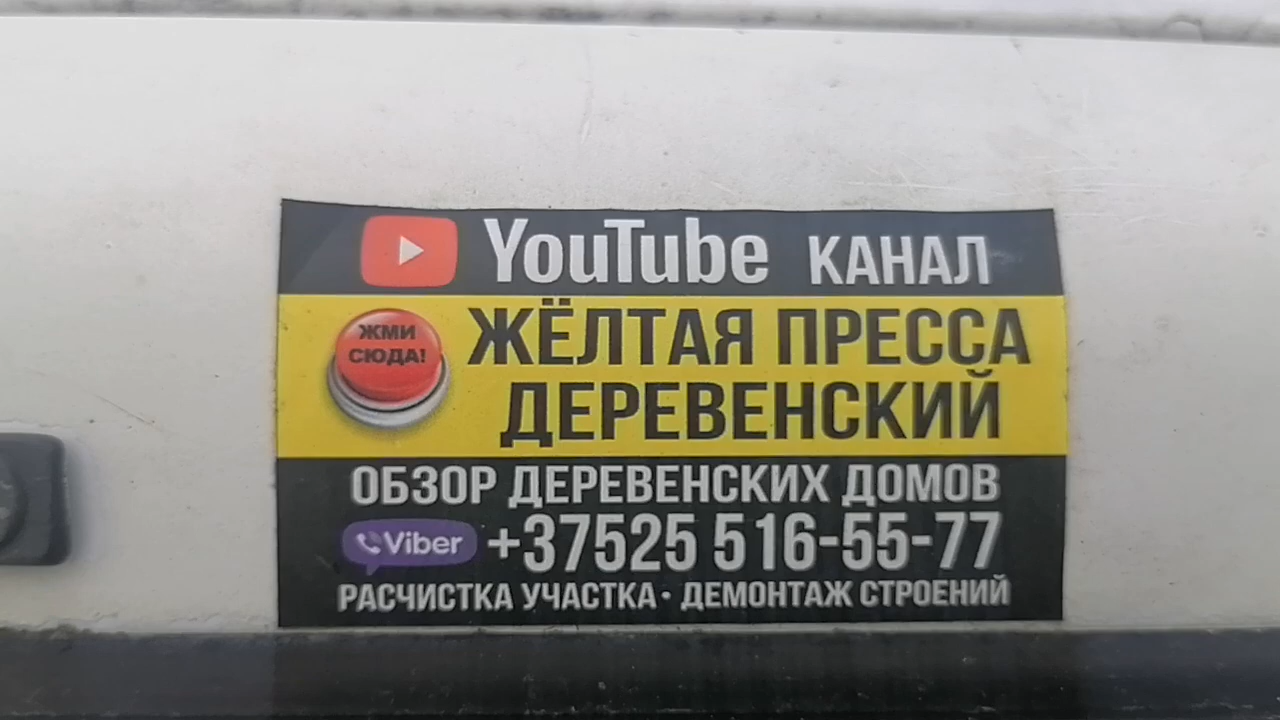 YouTube КАНАЛ
ЖМИ
СЮДА!
ЖЁЛТАЯ ПРЕССА
ДЕРЕВЕНСКИЙ
ОБЗОР ДЕРЕВЕНСКИХ ДОМОВ
Viber +37525 516-55-77
РАСЧИСТКА УЧАСТКА • ДЕМОНТАЖ СТРОЕНИЙ